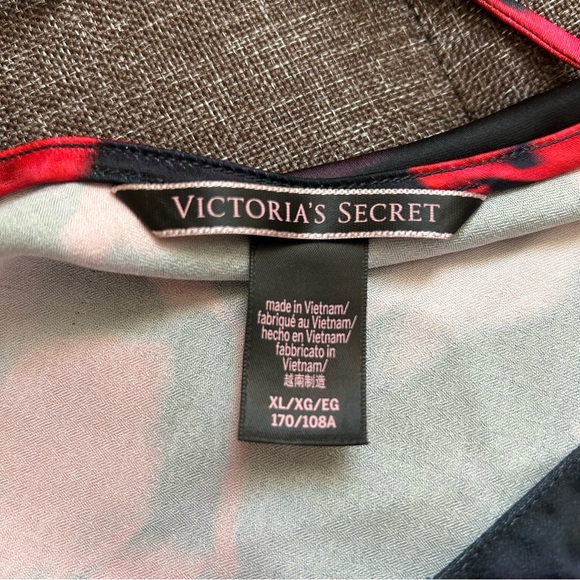 VICTORIA'S SECRET
made in Vietnam/
fabriqué au Vietnam/
hecho en Vietnam/
fabbricato in
Vietnam/
越南制造
XL/XG/EG
170/108A